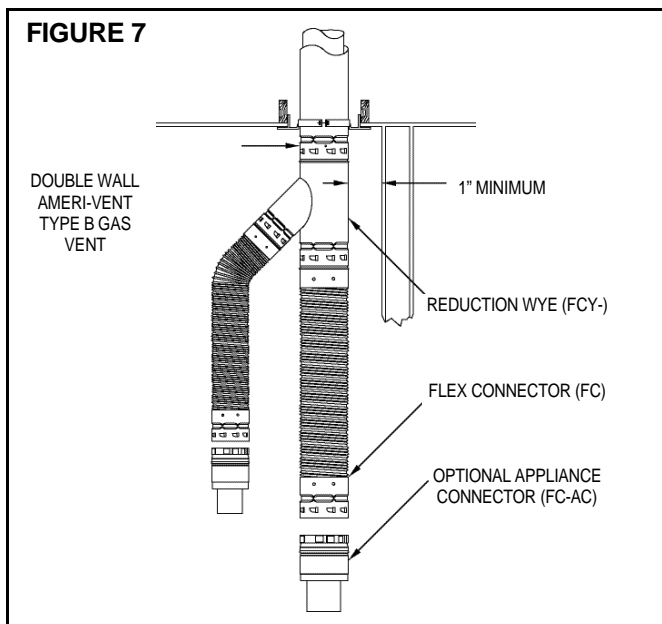 FIGURE 7
DOUBLE WALL
AMERI-VENT
TYPE B GAS
VENT
1” MINIMUM
REDUCTION WYE (FCY-)
FLEX CONNECTOR (FC)
OPTIONAL APPLIANCE
CONNECTOR (FC-AC)